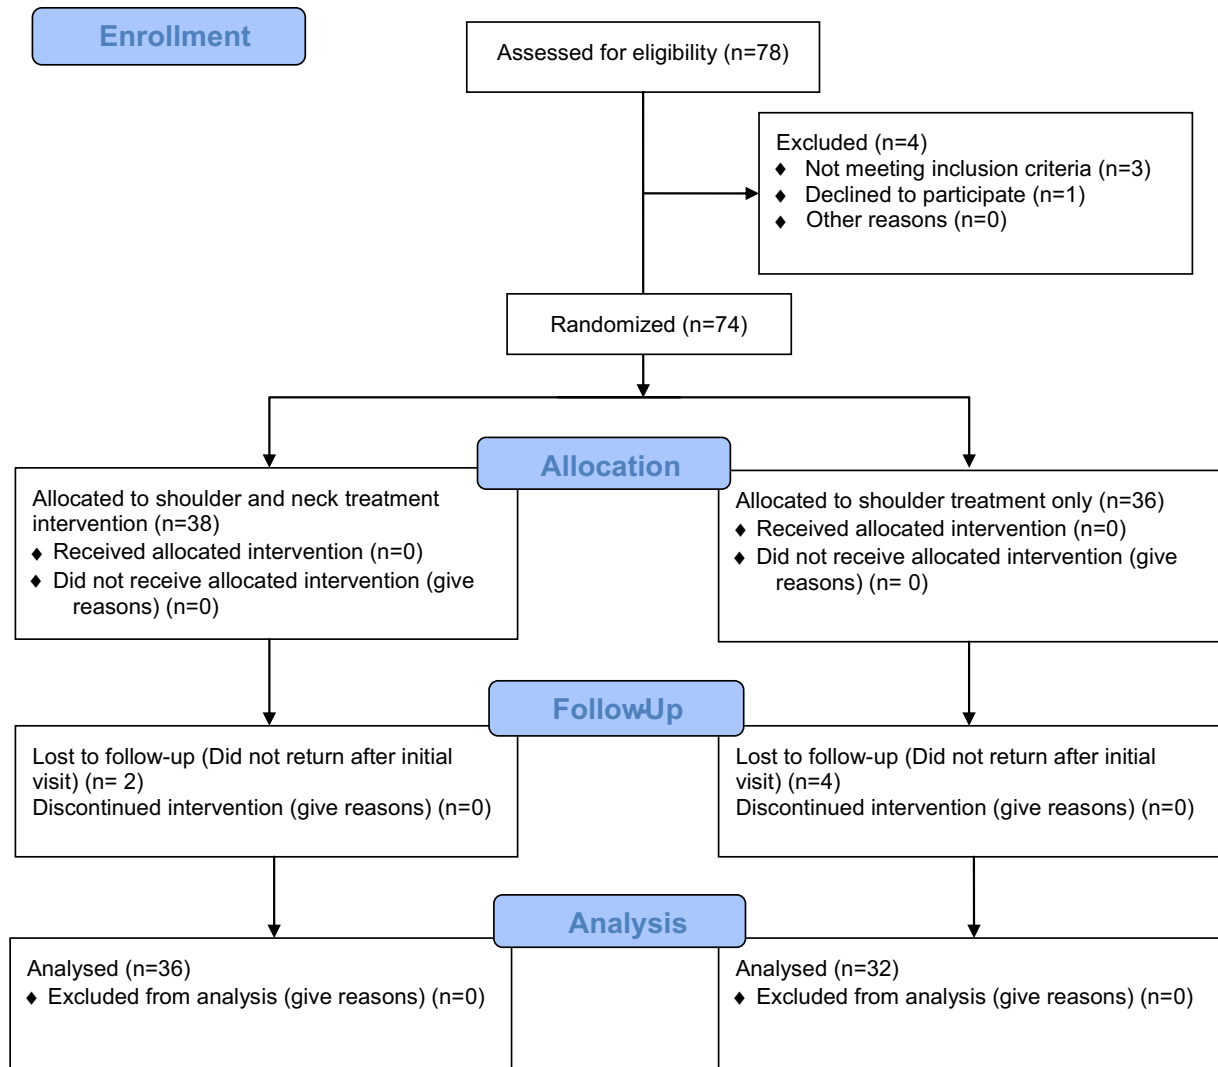 Enrollment
Assessed for eligibility (n=78)
Excluded (n=4)
♦ Not meeting inclusion criteria (n=3)
♦ Declined to participate (n=1)
♦ Other reasons (n=0)
Randomized (n=74)
Allocation
Allocated to shoulder and neck treatment
intervention (n=38)
♦ Received allocated intervention (n=0)
♦ Did not receive allocated intervention (give
reasons) (n=0)
Allocated to shoulder treatment only (n=36)
♦ Received allocated intervention (n=0)
♦ Did not receive allocated intervention (give
reasons) (n= 0)
Follow-Up
Lost to follow-up (Did not return after initial
visit) (n= 2)
Discontinued intervention (give reasons) (n=0)
Lost to follow-up (Did not return after initial
visit) (n=4)
Discontinued intervention (give reasons) (n=0)
Analysis
Analysed (n=36)
♦ Excluded from analysis (give reasons) (n=0)
Analysed (n=32)
♦ Excluded from analysis (give reasons) (n=0)